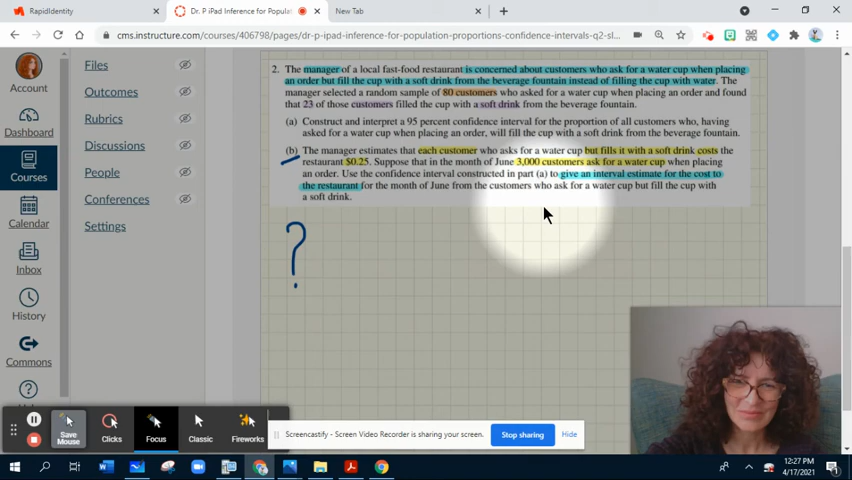 RapidIdentity
Dr. P iPad Inference for Populati
New Tab
cms.instructure.com/courses/406798/pages/dr-p-ipad-inference-for-population-proportions-confidence-intervals-q2-sl...
Account
Dashboard
Courses
Calendar
Inbox
History
Commons
Help
Files
Outcomes
Rubrics
Discussions
People
Conferences
Settings
2. The manager of a local fast-food restaurant is concerned about customers who ask for a water cup when placing
an order but fill the cup with a soft drink from the beverage fountain instead of filling the cup with water. The
manager selected a random sample of 80 customers who asked for a water cup when placing an order and found
that 23 of those customers filled the cup with a soft drink from the beverage fountain.
(a) Construct and interpret a 95 percent confidence interval for the proportion of all customers who, having
asked for a water cup when placing an order, will fill the cup with a soft drink from the beverage fountain.
(b) The manager estimates that each customer who asks for a water cup but fills it with a soft drink costs the
restaurant $0.25. Suppose that in the month of June 3,000 customers ask for a water cup when placing
an order. Use the confidence interval constructed in part (a) to give an interval estimate for the cost to
the restaurant for the month of June from the customers who ask for a water cup but fill the cup with
a soft drink.
?
Save
Mouse
Clicks
Focus
Classic
Fireworks
Screencastify - Screen Video Recorder is sharing your screen.
Stop sharing
Hide
12:27 PM
4/17/2021